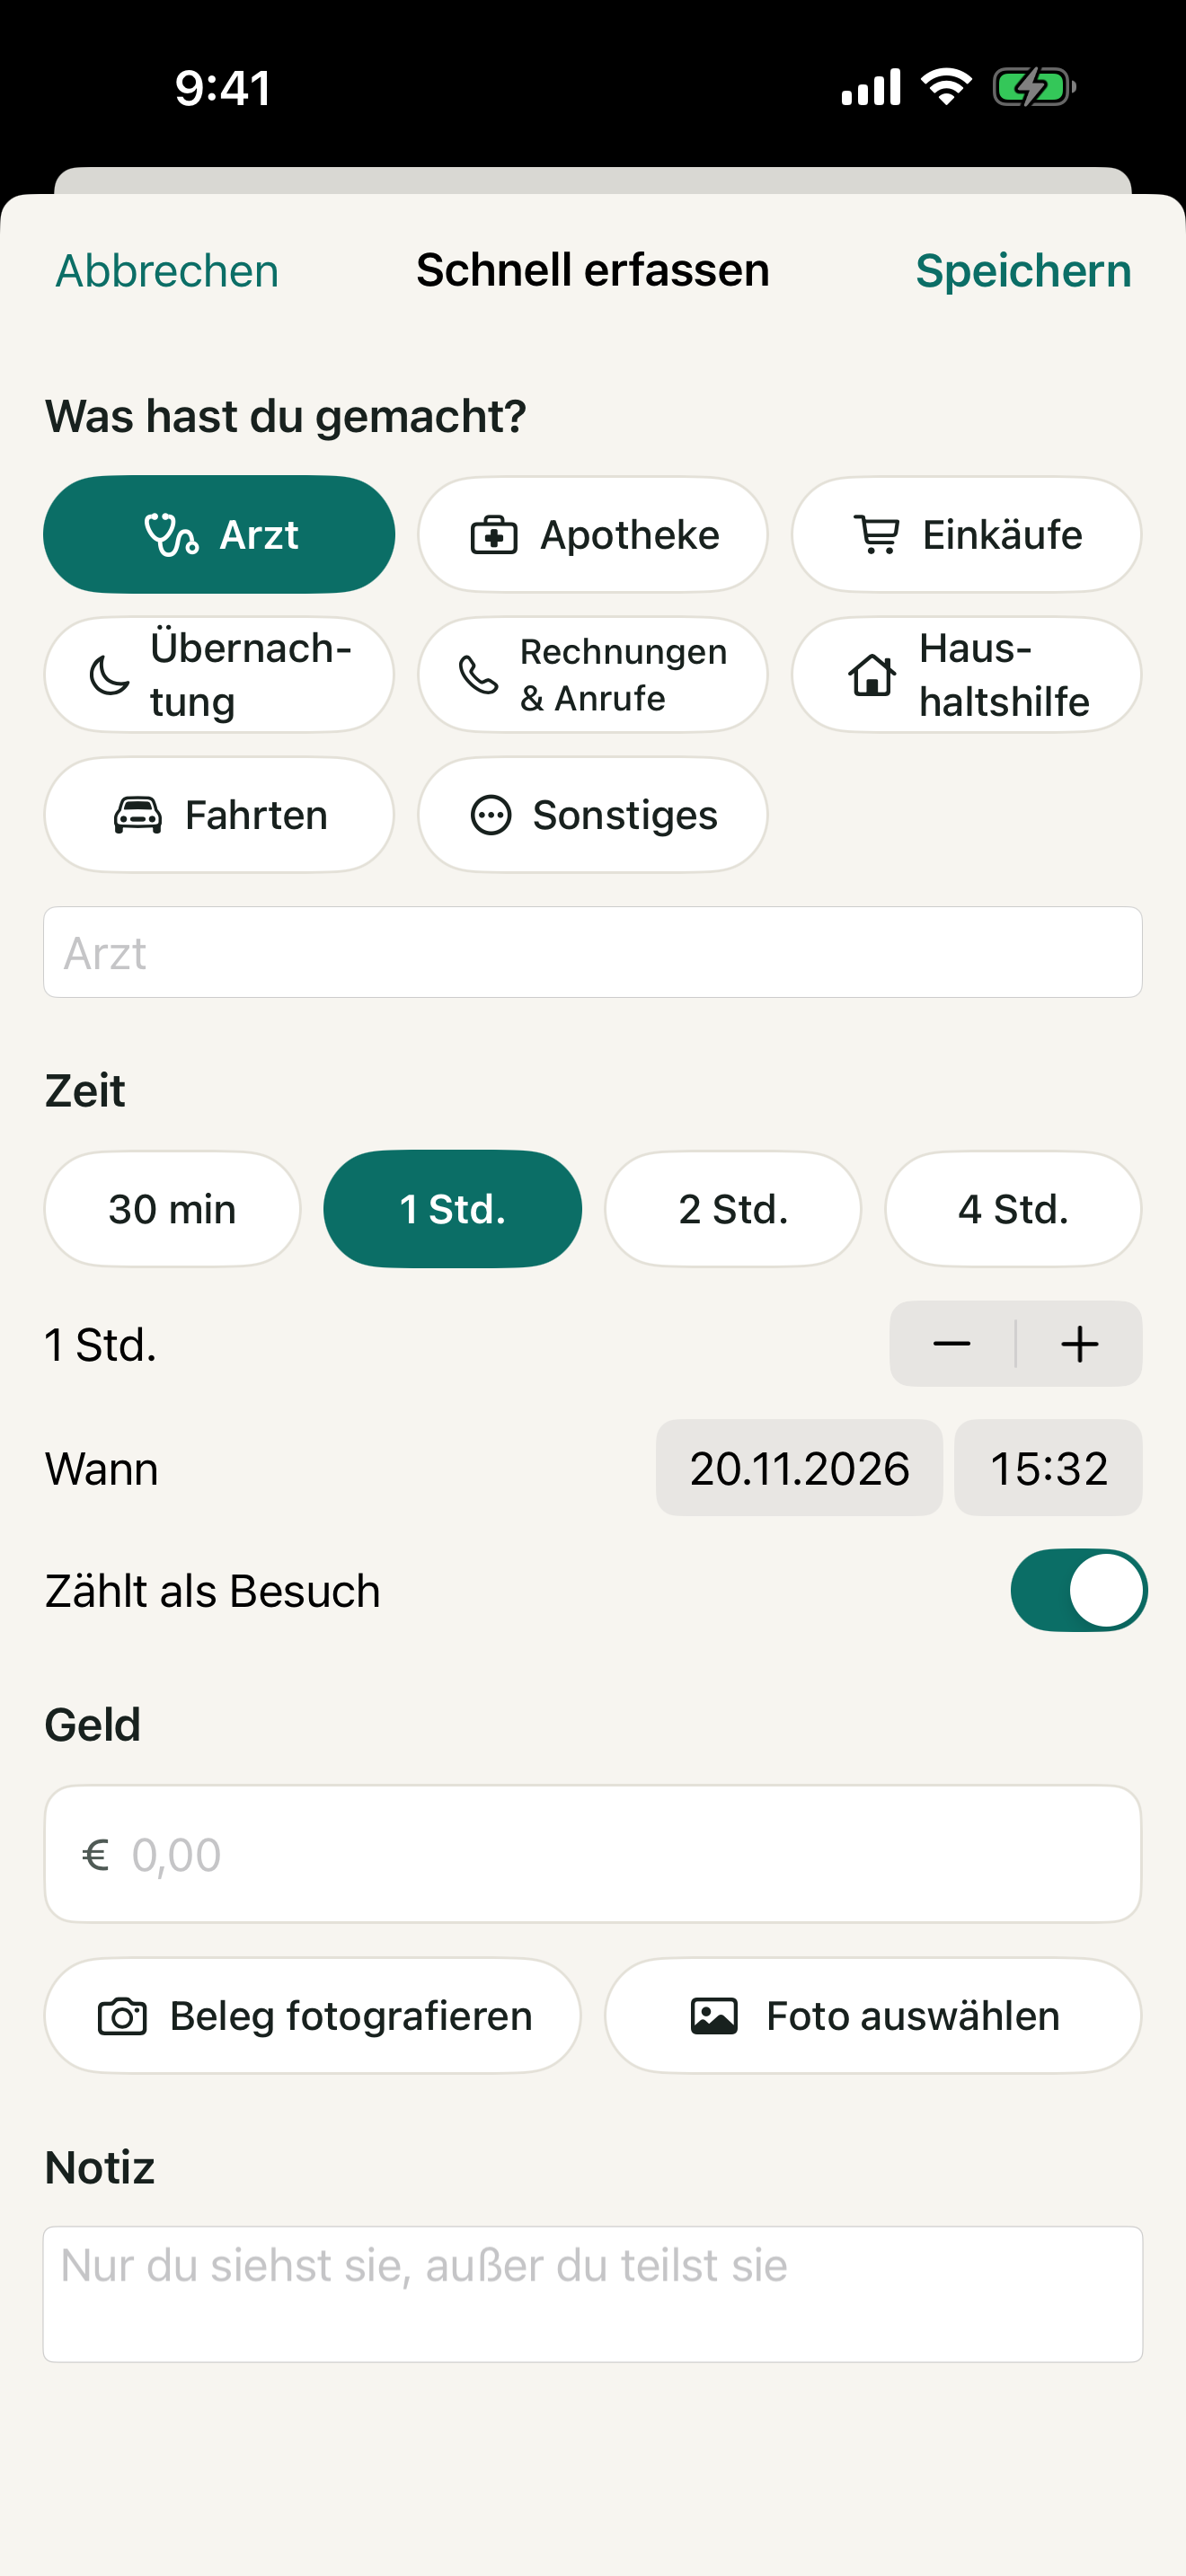 9:41
Abbrechen Schnell erfassen Speichern
Was hast du gemacht?
Arzt Apotheke Einkäufe
Übernach-
tung
Rechnungen
& Anrufe
Haus-
haltshilfe
Fahrten Sonstiges
Arzt
Zeit
30 min 1 Std. 2 Std. 4 Std.
1 Std. − +
Wann 20.11.2026 15:32
Zählt als Besuch
Geld
€ 0,00
Beleg fotografieren Foto auswählen
Notiz
Nur du siehst sie, außer du teilst sie